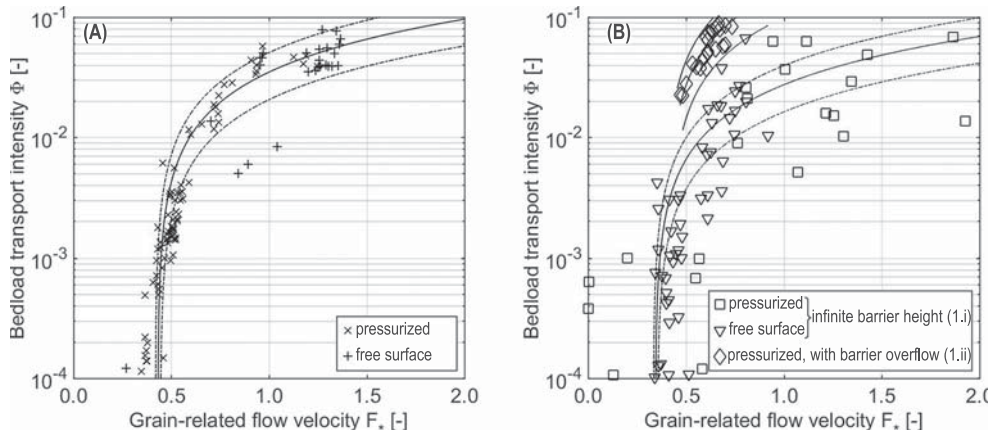 (A)
Bedload transport intensity Φ [-]
10⁻¹
10⁻²
10⁻³
10⁻⁴
0.0
0.5
1.0
1.5
2.0
Grain-related flow velocity F* [-]
× pressurized
+ free surface
(B)
Bedload transport intensity Φ [-]
10⁻¹
10⁻²
10⁻³
10⁻⁴
0.0
0.5
1.0
1.5
2.0
Grain-related flow velocity F* [-]
□ pressurized
▽ free surface
}infinite barrier height (1.i)
◇ pressurized, with barrier overflow (1.ii)